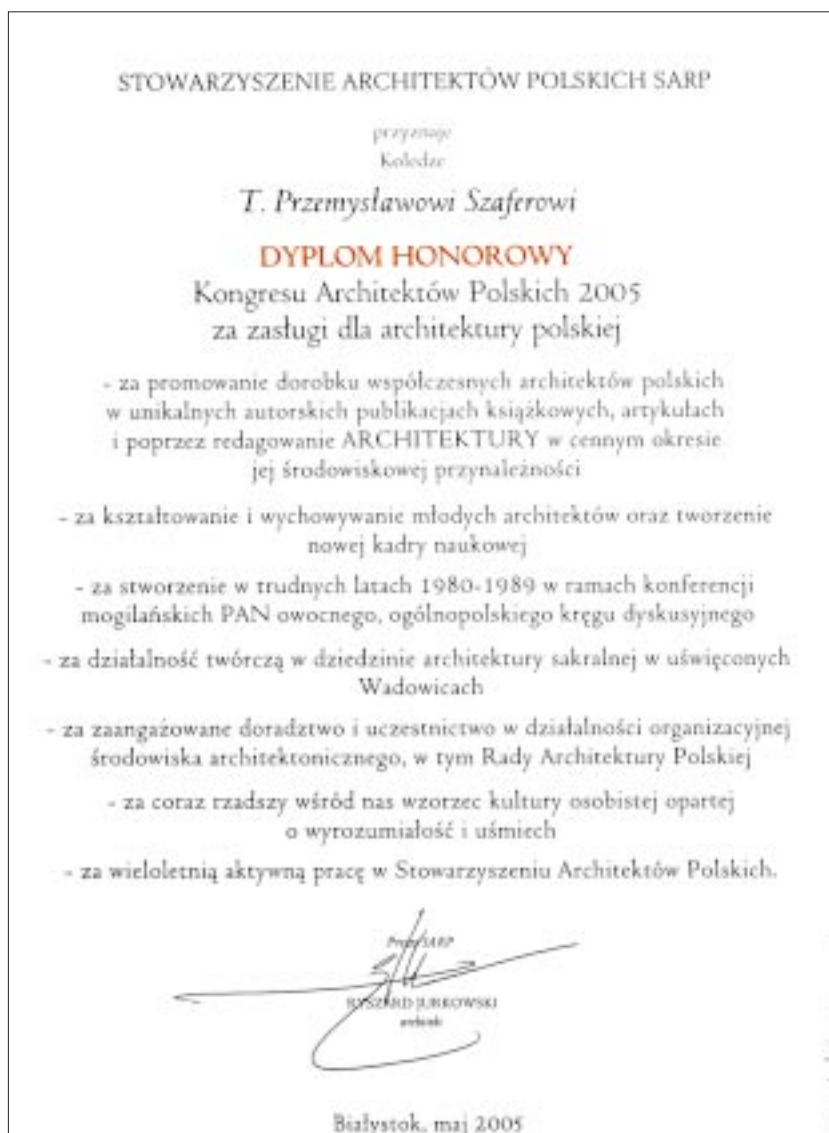 STOWARZYSZENIE ARCHITEKTÓW POLSKICH SARP
przyznaje
Koledze
T. Przemysławowi Szaferowi
DYPLOM HONOROWY
Kongresu Architektów Polskich 2005
za zasługi dla architektury polskiej
- za promowanie dorobku współczesnych architektów polskich
w unikalnych autorskich publikacjach książkowych, artykułach
i poprzez redagowanie ARCHITEKTURY w cennym okresie
jej środowiskowej przynależności
- za kształtowanie i wychowywanie młodych architektów oraz tworzenie
nowej kadry naukowej
- za stworzenie w trudnych latach 1980-1989 w ramach konferencji
mogilańskich PAN owocnego, ogólnopolskiego kręgu dyskusyjnego
- za działalność twórczą w dziedzinie architektury sakralnej w uświęconych
Wadowicach
- za zaangażowane doradztwo i uczestnictwo w działalności organizacyjnej
środowiska architektonicznego, w tym Rady Architektury Polskiej
- za coraz rzadszy wśród nas wzorzec kultury osobistej opartej
o wyrozumiałość i uśmiech
- za wieloletnią aktywną pracę w Stowarzyszeniu Architektów Polskich.
Prezes SARP
RYSZARD JURKOWSKI
architekt
Białystok, maj 2005